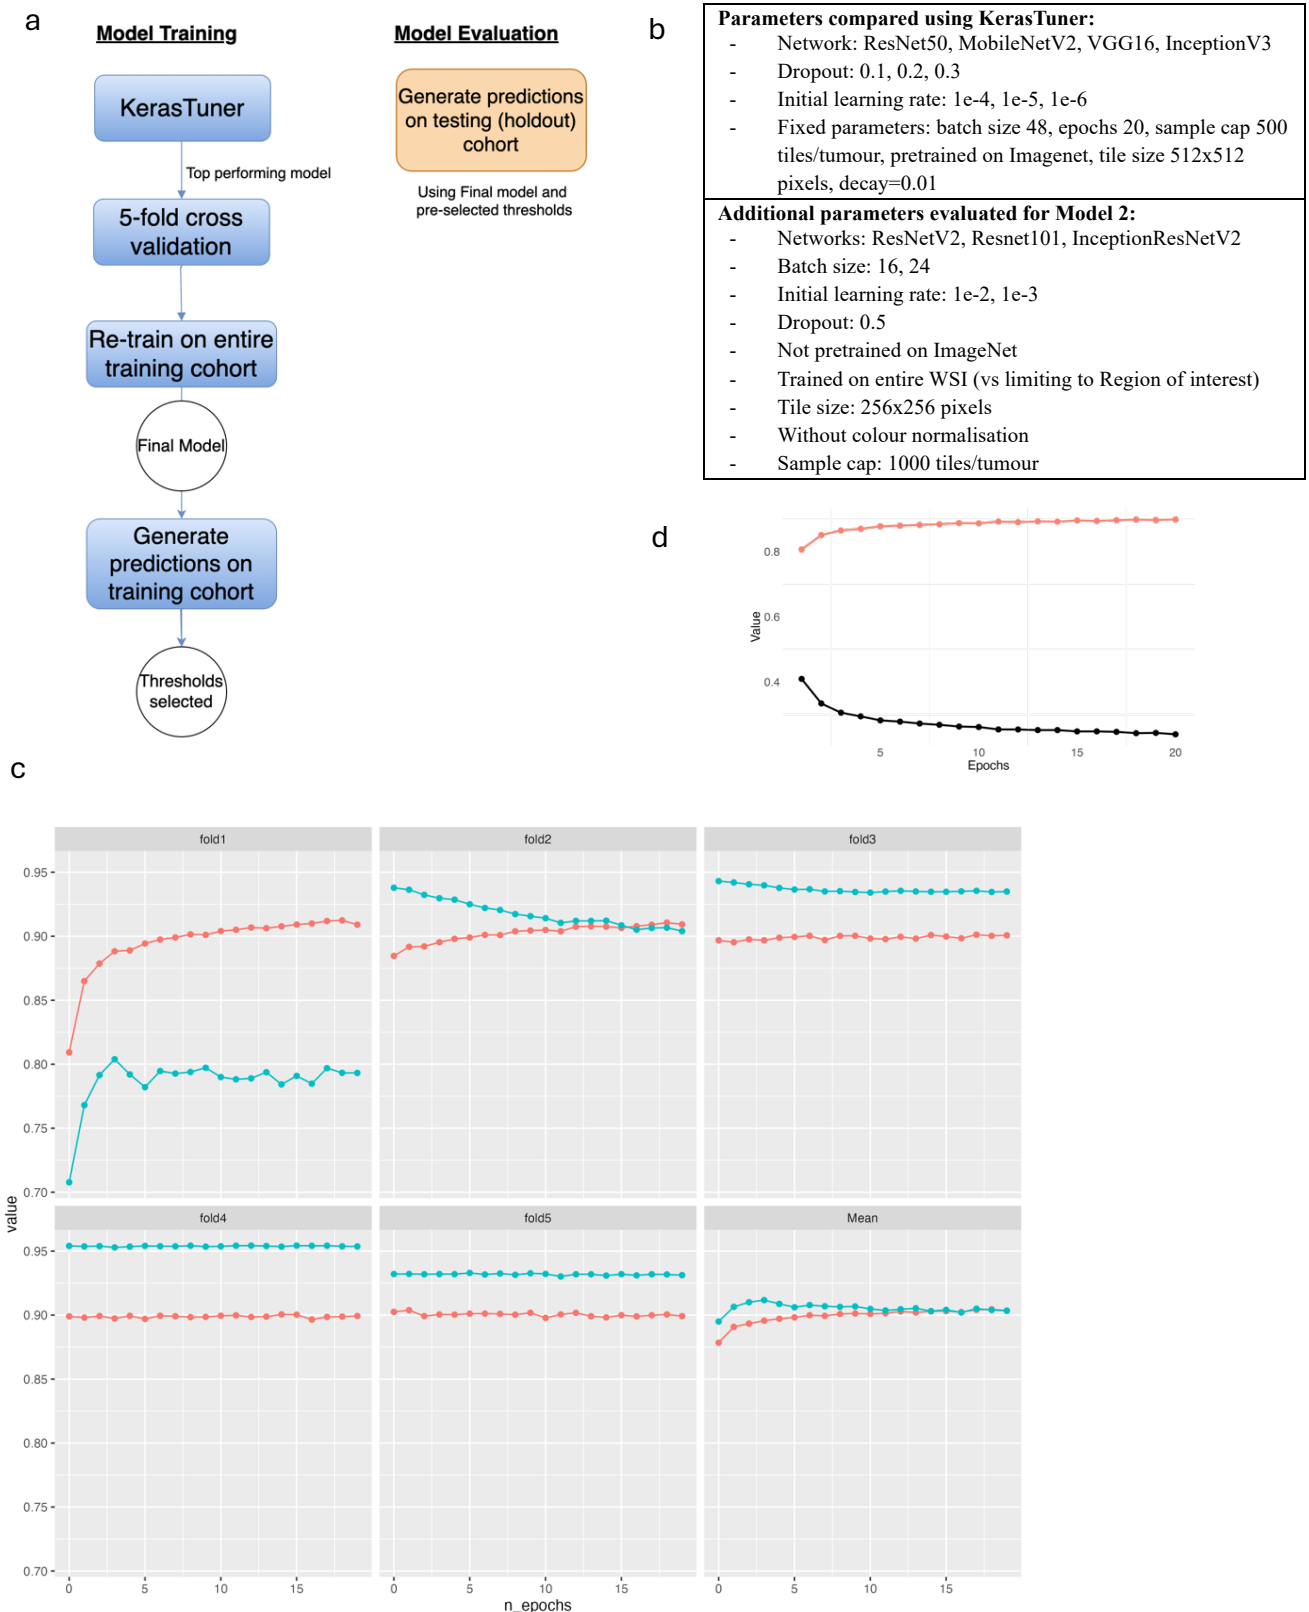 a
Model Training
KerasTuner
Top performing model
5-fold cross
validation
Re-train on entire
training cohort
Final Model
Generate
predictions on
training cohort
Thresholds
selected
Model Evaluation
Generate predictions
on testing (holdout)
cohort
Using Final model and
pre-selected thresholds
b
Parameters compared using KerasTuner:
- Network: ResNet50, MobileNetV2, VGG16, InceptionV3
- Dropout: 0.1, 0.2, 0.3
- Initial learning rate: 1e-4, 1e-5, 1e-6
- Fixed parameters: batch size 48, epochs 20, sample cap 500
tiles/tumour, pretrained on Imagenet, tile size 512x512
pixels, decay=0.01
Additional parameters evaluated for Model 2:
- Networks: ResNetV2, Resnet101, InceptionResNetV2
- Batch size: 16, 24
- Initial learning rate: 1e-2, 1e-3
- Dropout: 0.5
- Not pretrained on ImageNet
- Trained on entire WSI (vs limiting to Region of interest)
- Tile size: 256x256 pixels
- Without colour normalisation
- Sample cap: 1000 tiles/tumour
d
0.8
0.6
0.4
Value
5 10 15 20
Epochs
c
fold1 fold2 fold3
0.95
0.90
0.85
0.80
0.75
0.70
value
fold4 fold5 Mean
0.95
0.90
0.85
0.80
0.75
0.70
0 5 10 15 0 5 10 15 0 5 10 15
n_epochs